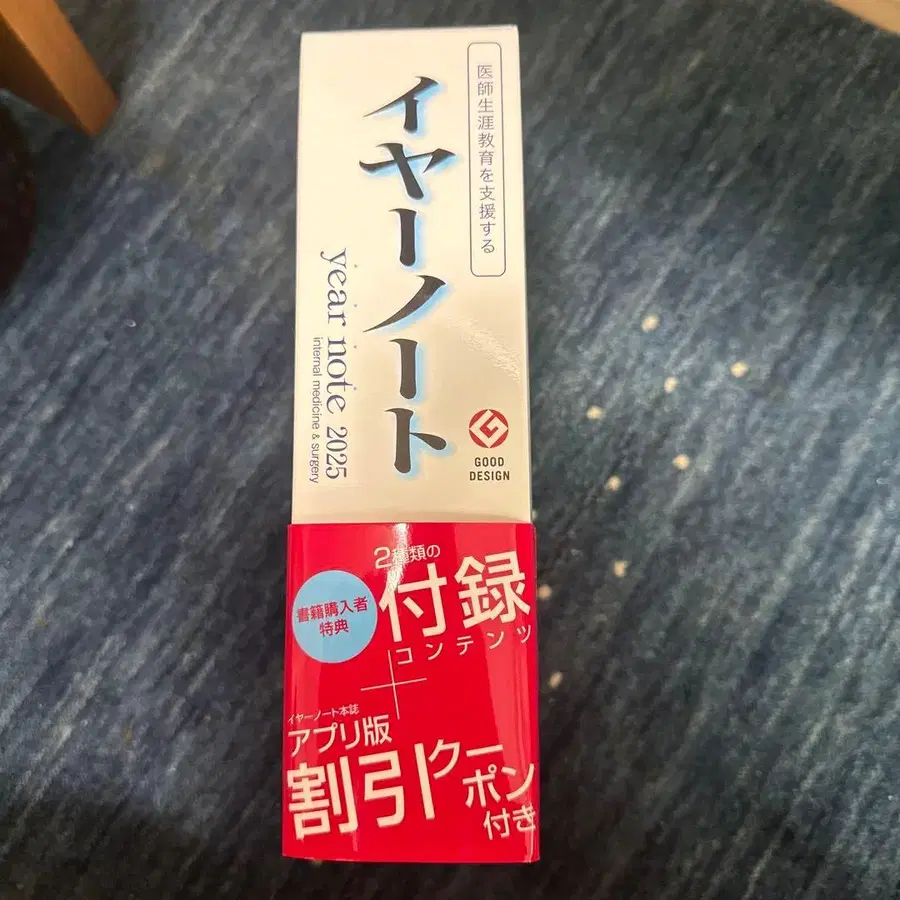 医師生涯教育を支援する
イヤーノート
year note 2025
internal medicine & surgery
GOOD
DESIGN
2種類の
付録
コンテンツ
書籍購入者
特典
+
イヤーノート本誌
アプリ版
割引クーポン
付き